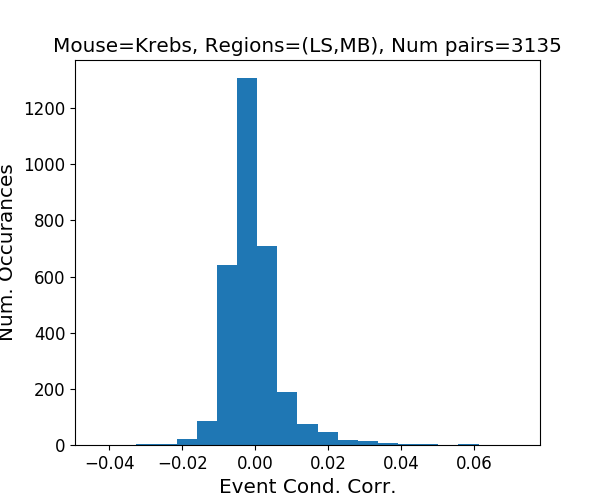 Mouse=Krebs, Regions=(LS,MB), Num pairs=3135
1200
1000
800
600
400
200
0
Num. Occurances
−0.04 −0.02 0.00 0.02 0.04 0.06
Event Cond. Corr.